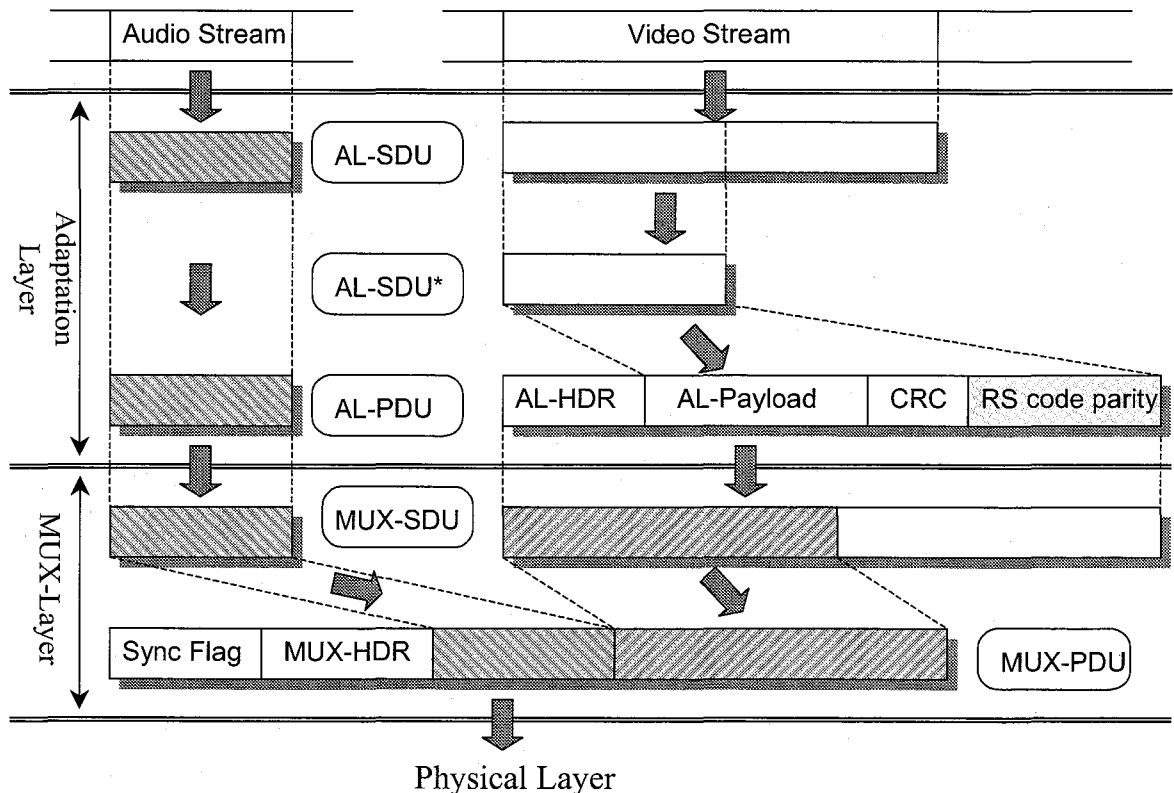 Audio Stream
Video Stream
AL-SDU
Adaptation
Layer
AL-SDU*
AL-PDU
AL-HDR
AL-Payload
CRC
RS code parity
MUX-Layer
MUX-SDU
Sync Flag
MUX-HDR
MUX-PDU
Physical Layer